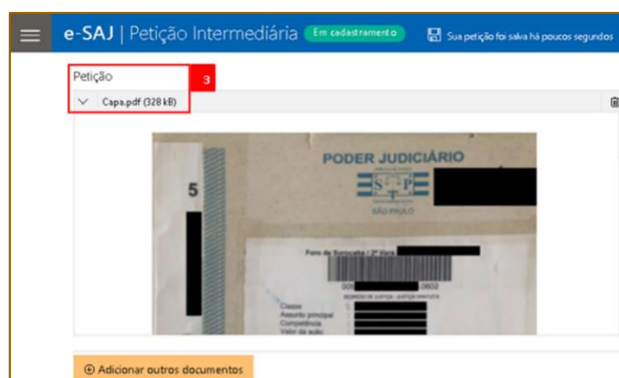 e-SAJ | Petição Intermediária Em cadastramento Sua petição foi salva há poucos segundos
Petição
3
Capa.pdf (328 kB)
PODER JUDICIÁRIO
5
S T P
SÃO PAULO
Foro de Sorocaba / 2ª Vara
005 .0602
Classe
Assunto principal
Competência
Valor da ação
Adicionar outros documentos